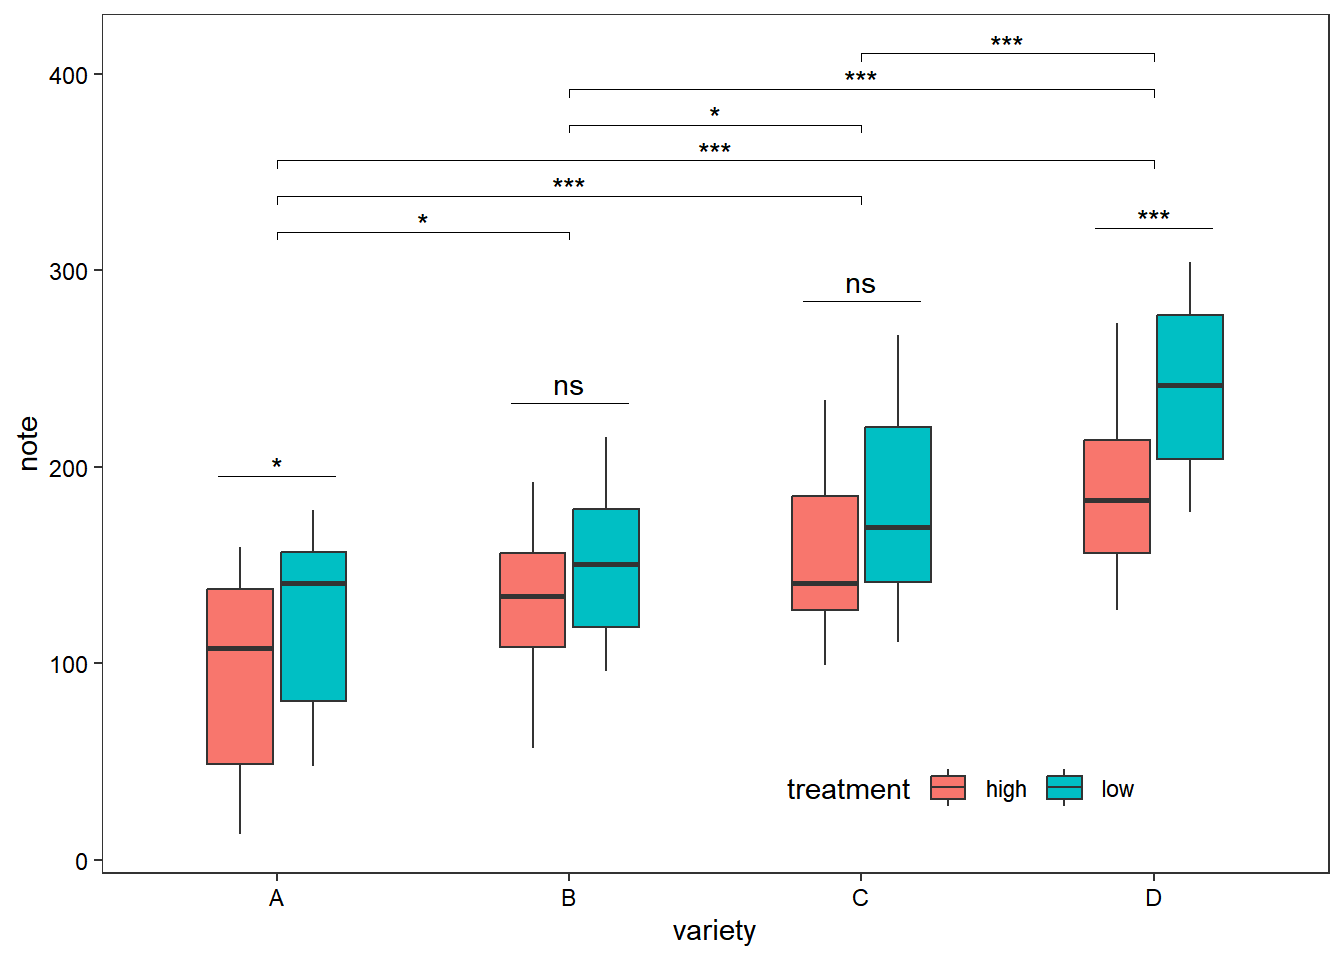 ***
***
400
*
***
***
*
***
300
ns
ns
note
200
*
100
treatment high low
0
A B C D
variety